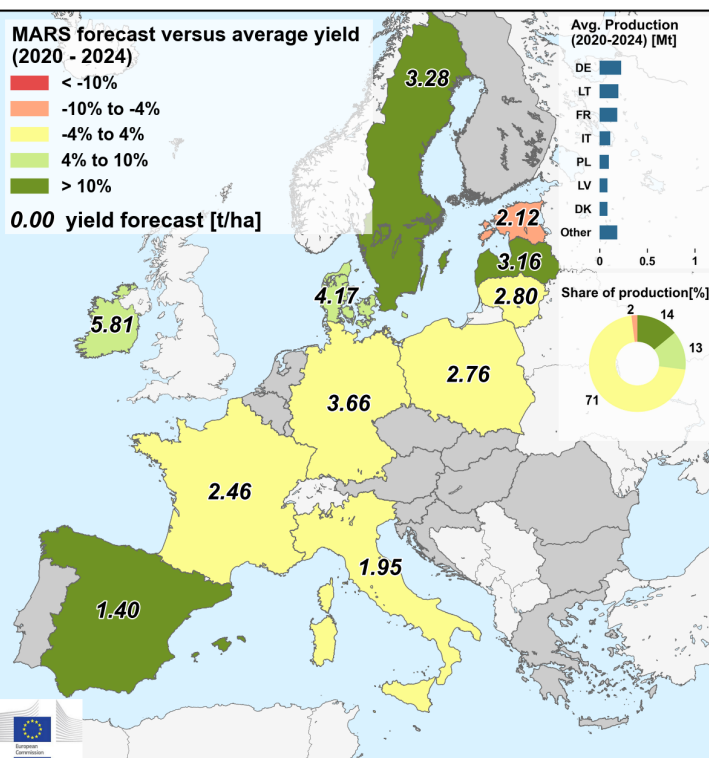 MARS forecast versus average yield
(2020 - 2024)
< -10%
-10% to -4%
-4% to 4%
4% to 10%
> 10%
0.00 yield forecast [t/ha]
Avg. Production
(2020-2024) [Mt]
DE
LT
FR
IT
PL
LV
DK
Other
0 0.5 1
Share of production[%]
2 14
13
71
3.28
2.12
3.16
2.80
4.17
5.81
2.76
3.66
2.46
1.95
1.40
European
Commission